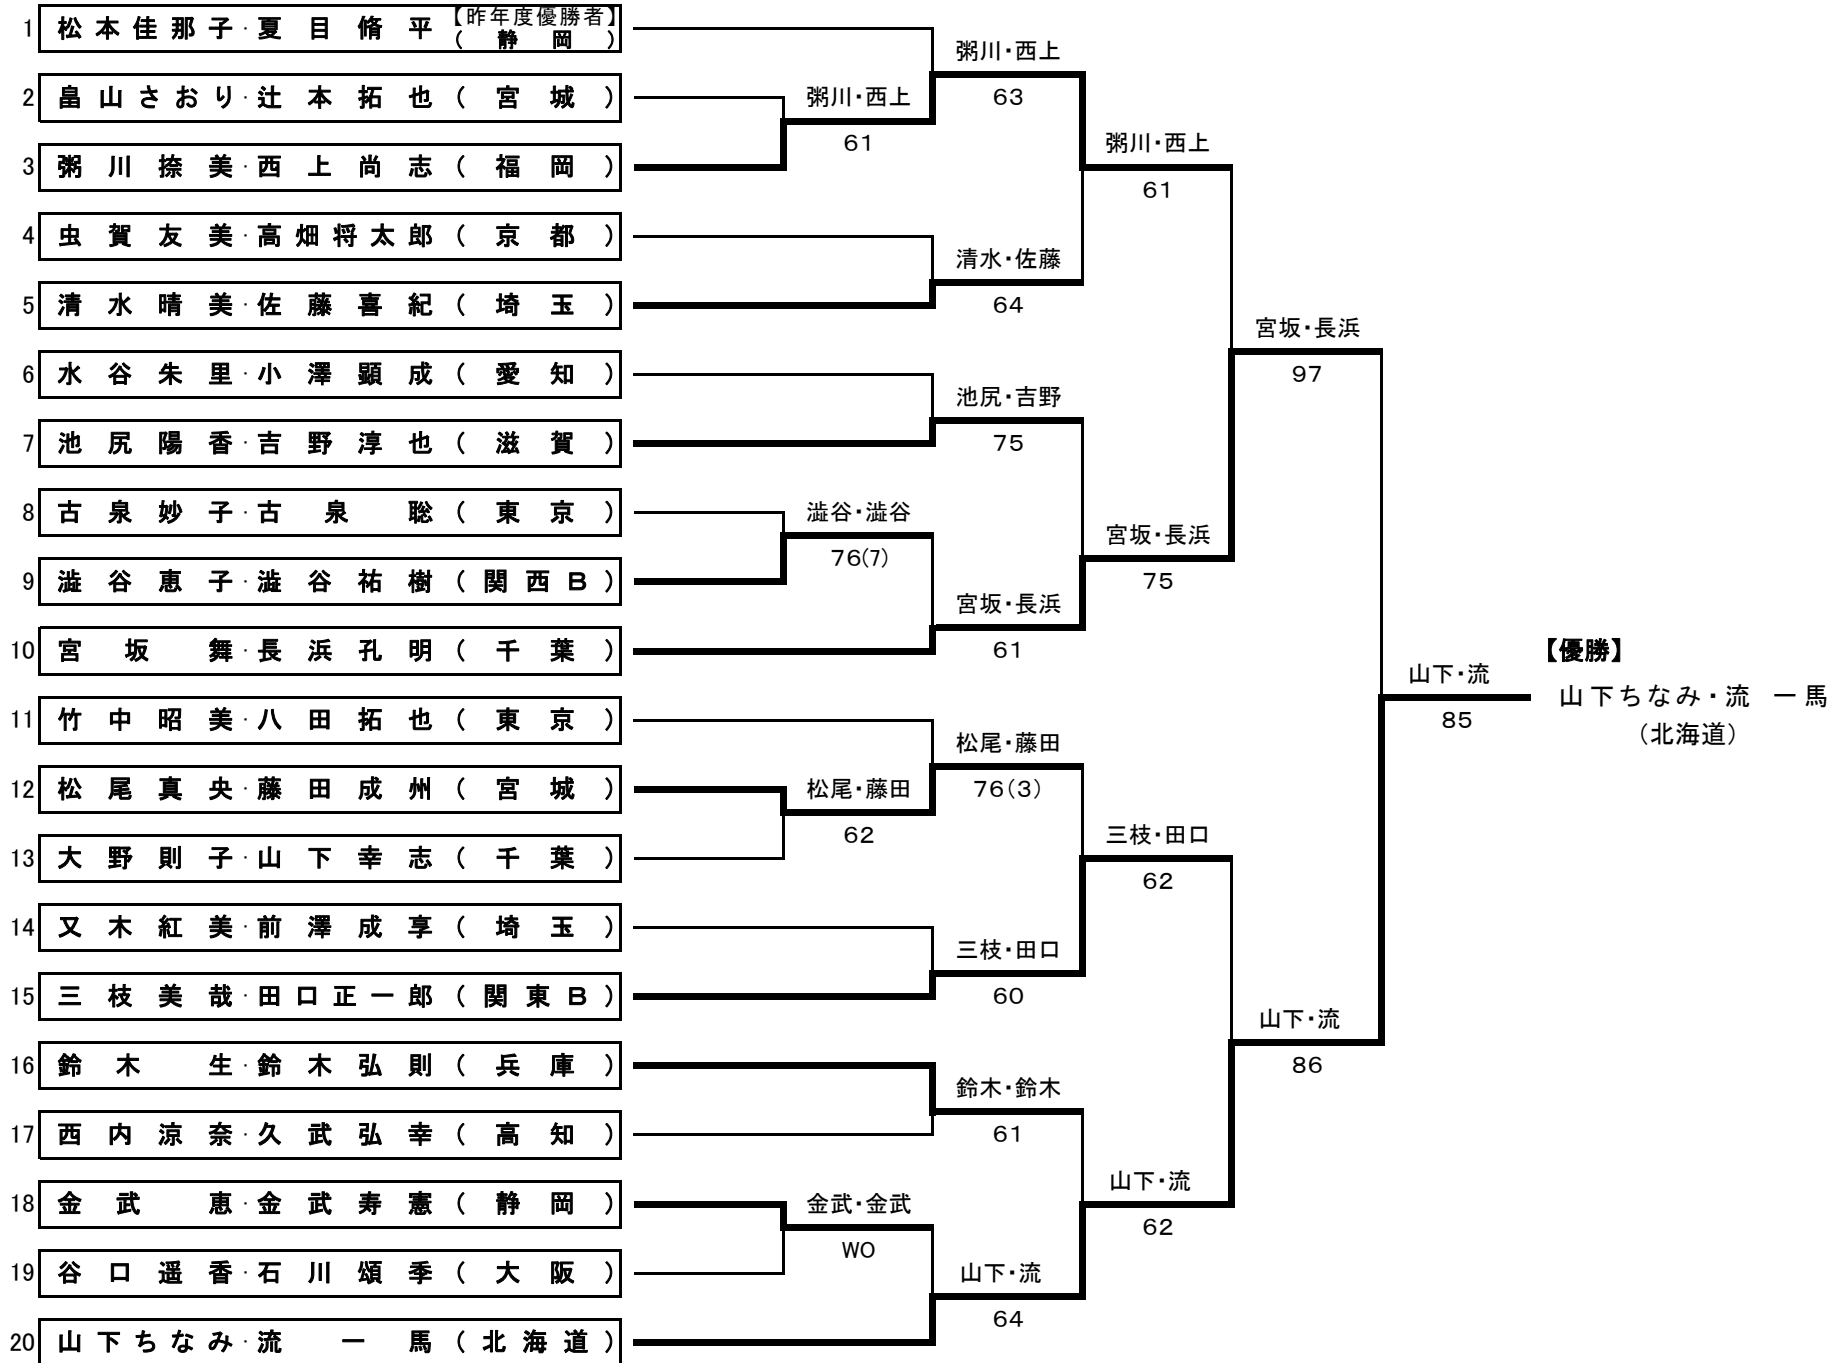 1 松本佳那子・夏目脩平 【昨年度優勝者】
(静岡)
2 畠山さおり・辻本拓也(宮城)
3 粥川捺美・西上尚志(福岡)
4 虫賀友美・高畑将太郎(京都)
5 清水晴美・佐藤喜紀(埼玉)
6 水谷朱里・小澤顕成(愛知)
7 池尻陽香・吉野淳也(滋賀)
8 古泉妙子・古泉聡(東京)
9 澁谷恵子・澁谷祐樹(関西B)
10 宮坂舞・長浜孔明(千葉)
11 竹中昭美・八田拓也(東京)
12 松尾真央・藤田成州(宮城)
13 大野則子・山下幸志(千葉)
14 又木紅美・前澤成享(埼玉)
15 三枝美哉・田口正一郎(関東B)
16 鈴木生・鈴木弘則(兵庫)
17 西内涼奈・久武弘幸(高知)
18 金武恵・金武寿憲(静岡)
19 谷口遥香・石川頌季(大阪)
20 山下ちなみ・流一馬(北海道)
粥川・西上
61
澁谷・澁谷
76(7)
松尾・藤田
62
金武・金武
WO
粥川・西上
63
清水・佐藤
64
池尻・吉野
75
宮坂・長浜
61
松尾・藤田
76(3)
三枝・田口
60
鈴木・鈴木
61
山下・流
64
粥川・西上
61
宮坂・長浜
75
三枝・田口
62
山下・流
62
宮坂・長浜
97
山下・流
86
山下・流
85
【優勝】
山下ちなみ・流 一馬
(北海道)